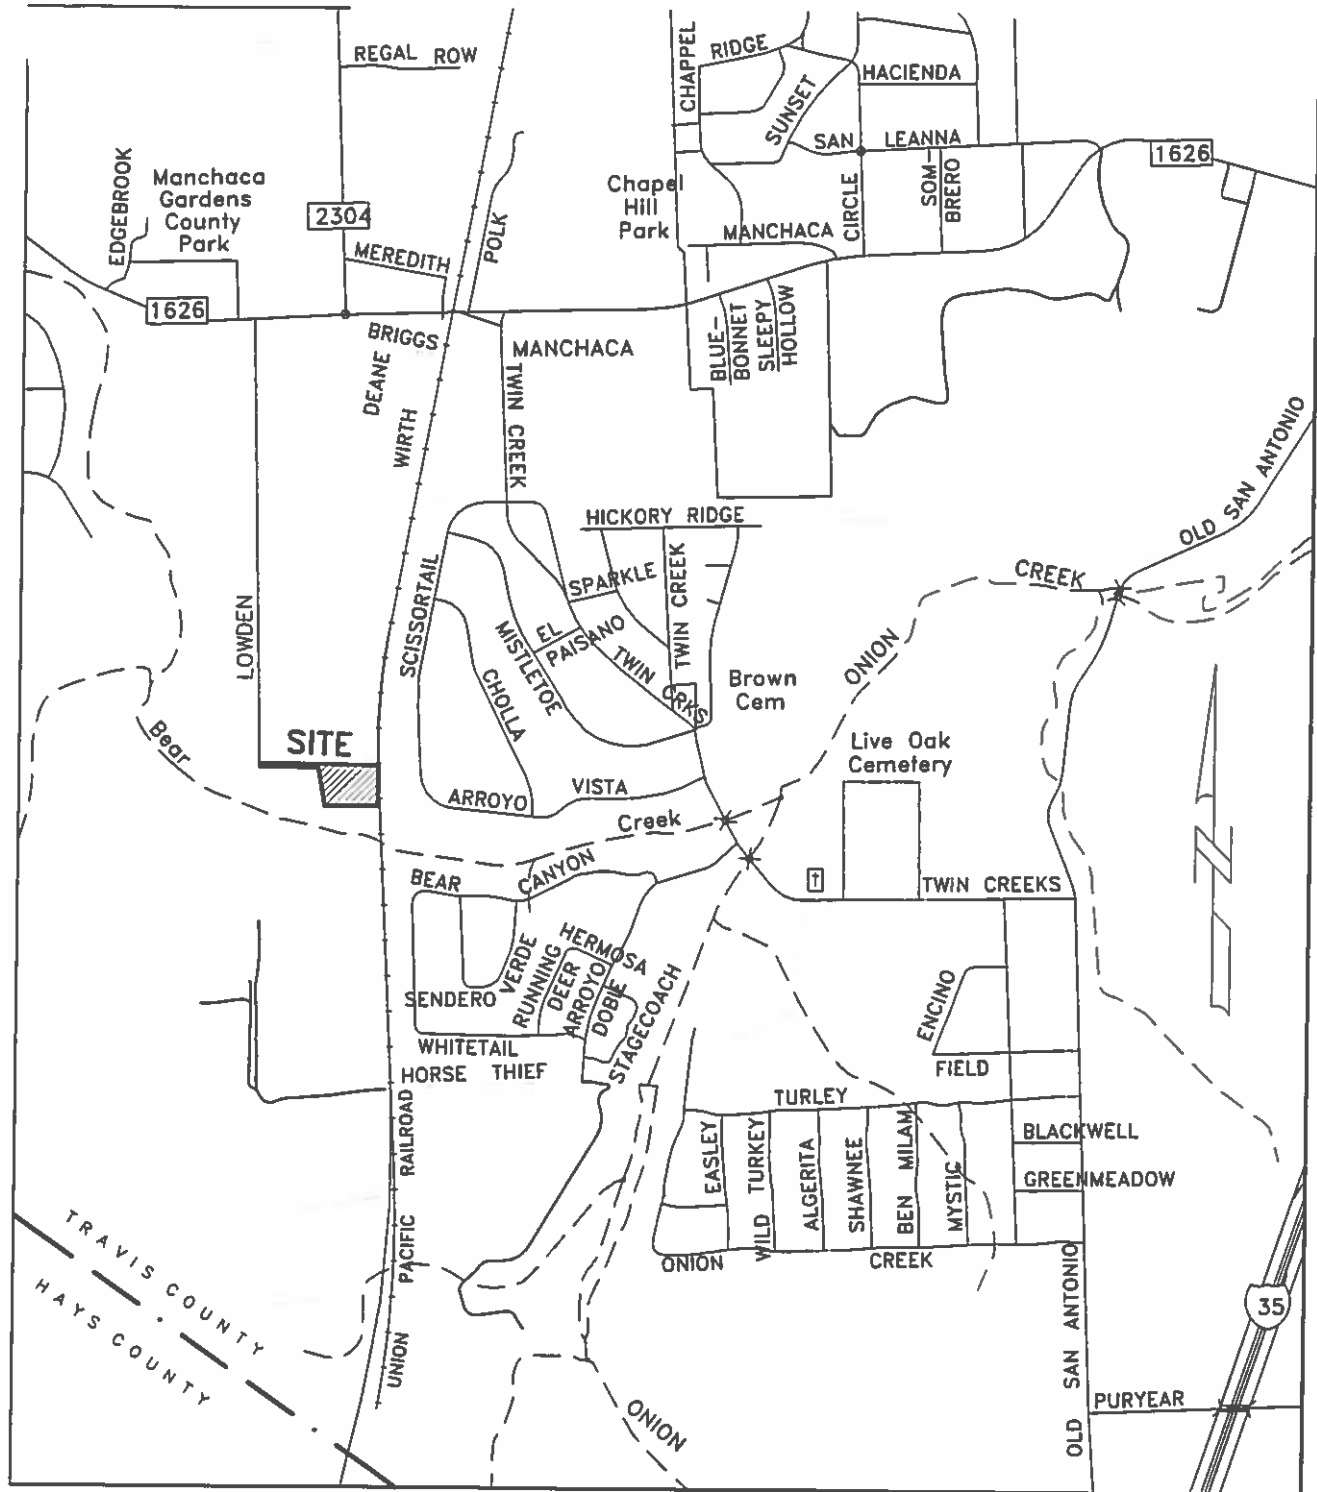 REGAL ROW
CHAPPEL
RIDGE
HACIENDA
SUNSET
SAN LEANNA
1626
EDGEBROOK
Manchaca
Gardens
County
Park
2304
MEREDITH
POLK
Chapel
Hill
Park
MANCHACA
CIRCLE
SOM-
BRERO
1626
BRIGGS
DEANE
WIRTH
MANCHACA
TWIN CREEK
BLUE-
BONNET
SLEEPY
HOLLOW
OLD SAN ANTONIO
HICKORY RIDGE
SPARKLE
TWIN CREEK
CREEK
LOWDEN
SCISSORTAIL
MISTLETOE
EL
PAISANO
TWIN CRKS
CHOLLA
ONION
Brown
Cem
Bear
SITE
Live Oak
Cemetery
ARROYO
VISTA
Creek
BEAR
CANYON
TWIN CREEKS
VERDE
HERMOSA
RUNNING
DEER
ARROYO
DOBIE
SENDERO
STAGECOACH
ENCINO
WHITETAIL
HORSE THIEF
FIELD
TURLEY
EASLEY
WILD TURKEY
ALGERITA
SHAWNEE
BEN MILAM
MYSTIC
BLACKWELL
GREENMEADOW
ONION
CREEK
UNION PACIFIC RAILROAD
TRAVIS COUNTY
HAYS COUNTY
35
OLD SAN ANTONIO
PURYEAR
ONION
N